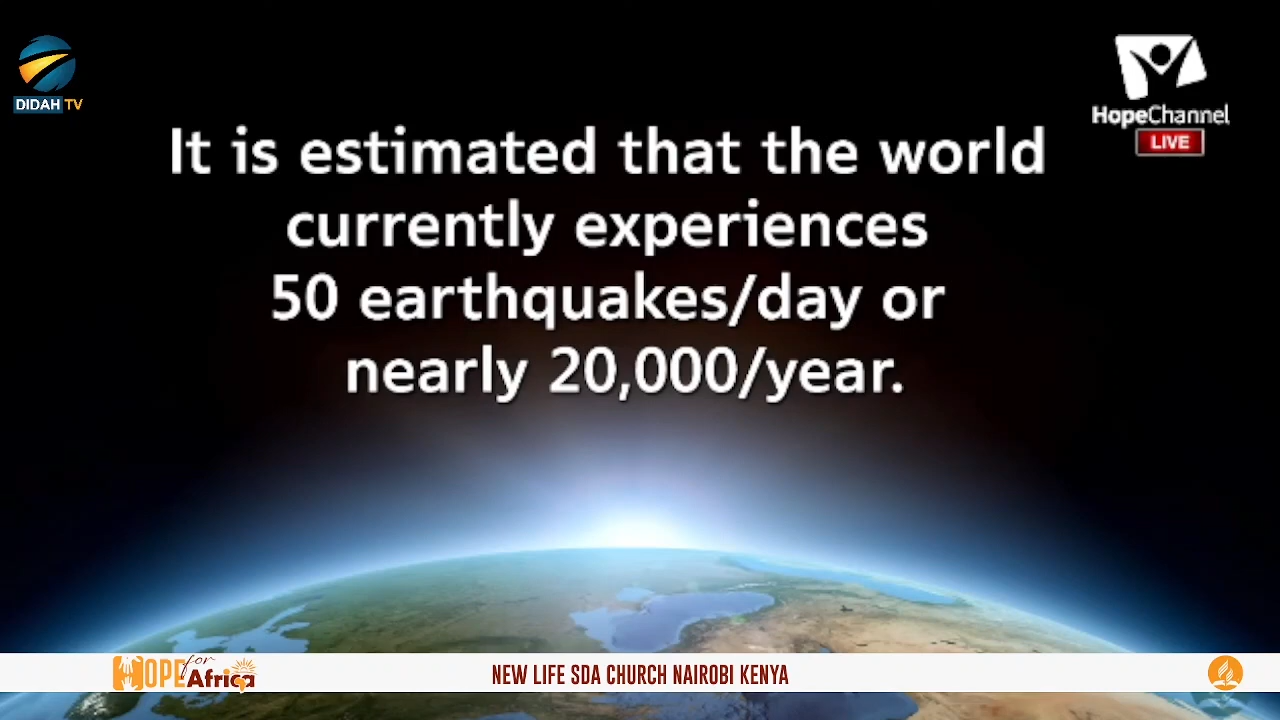 DIDAH TV
HopeChannel
LIVE
It is estimated that the world
currently experiences
50 earthquakes/day or
nearly 20,000/year.
HOPE for Africa
NEW LIFE SDA CHURCH NAIROBI KENYA